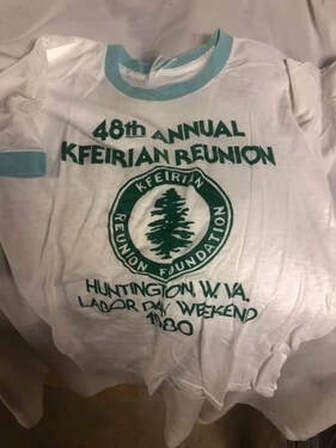 48th ANNUAL
KFEIRIAN REUNION
KFEIRIAN
REUNION FOUNDATION
HUNTINGTON, W. VA.
LABOR DAY WEEKEND
1980